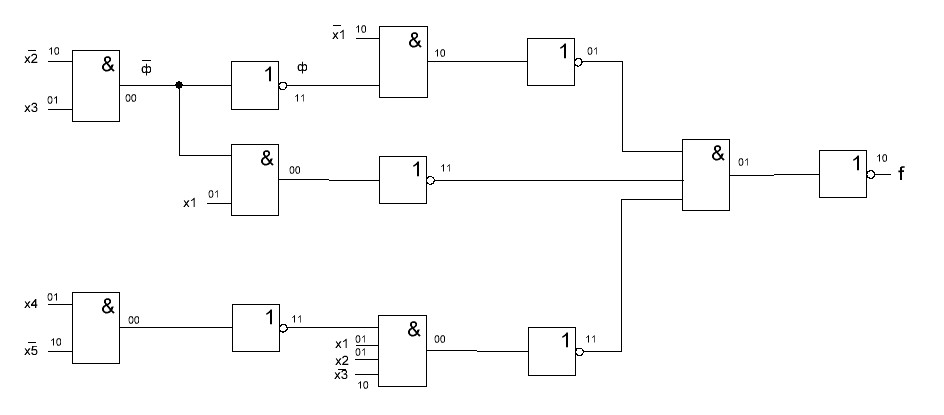 x̅1 10 & 10 1 01
x̅2 10 & ф̅ 1 ф
x3 01 00 11
& 00 1 11 & 01 1 10 f
x1 01
x4 01 & 00 1 11 & 00 1 11
x̅5 10
x1 01
x2 01
x̅3 10